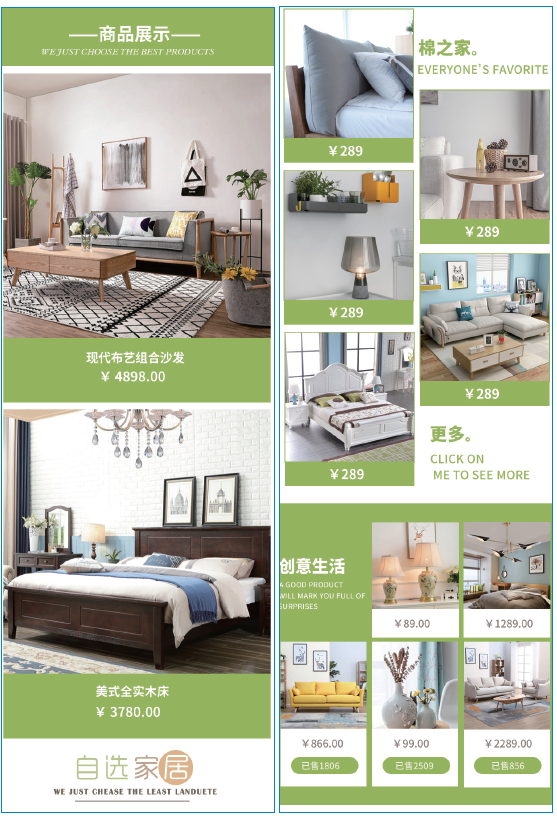 ——商品展示——
WE JUST CHOOSE THE BEST PRODUCTS
现代布艺组合沙发
¥ 4898.00
美式全实木床
¥ 3780.00
自选家居
WE JUST CHEASE THE LEAST LANDUETE
棉之家。
EVERYONE'S FAVORITE
¥289
¥289
¥289
¥289
¥289
更多。
CLICK ON
ME TO SEE MORE
创意生活
A GOOD PRODUCT
WILL MARK YOU FULL OF
SURPRISES
¥89.00
¥1289.00
¥866.00
已售1806
¥99.00
已售2509
¥2289.00
已售856